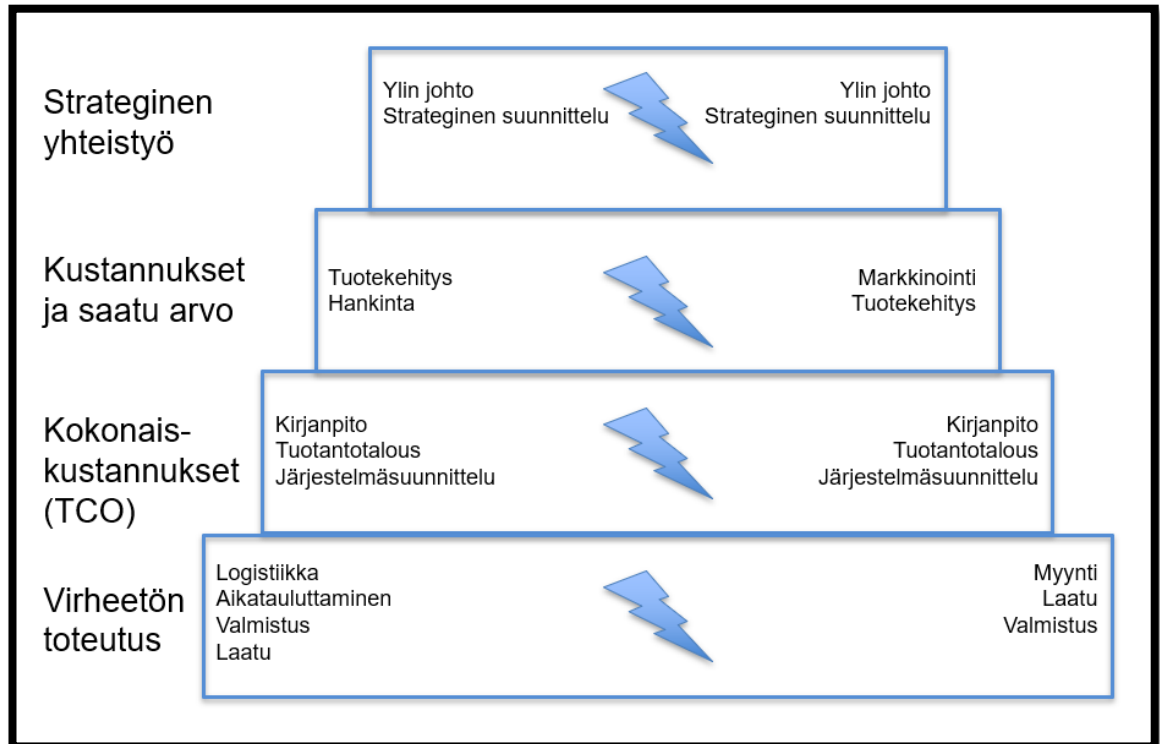 Strateginen
yhteistyö
Ylin johto
Strateginen suunnittelu
Ylin johto
Strateginen suunnittelu
Kustannukset
ja saatu arvo
Tuotekehitys
Hankinta
Markkinointi
Tuotekehitys
Kokonais-
kustannukset
(TCO)
Kirjanpito
Tuotantotalous
Järjestelmäsuunnittelu
Kirjanpito
Tuotantotalous
Järjestelmäsuunnittelu
Virheetön
toteutus
Logistiikka
Aikatauluttaminen
Valmistus
Laatu
Myynti
Laatu
Valmistus